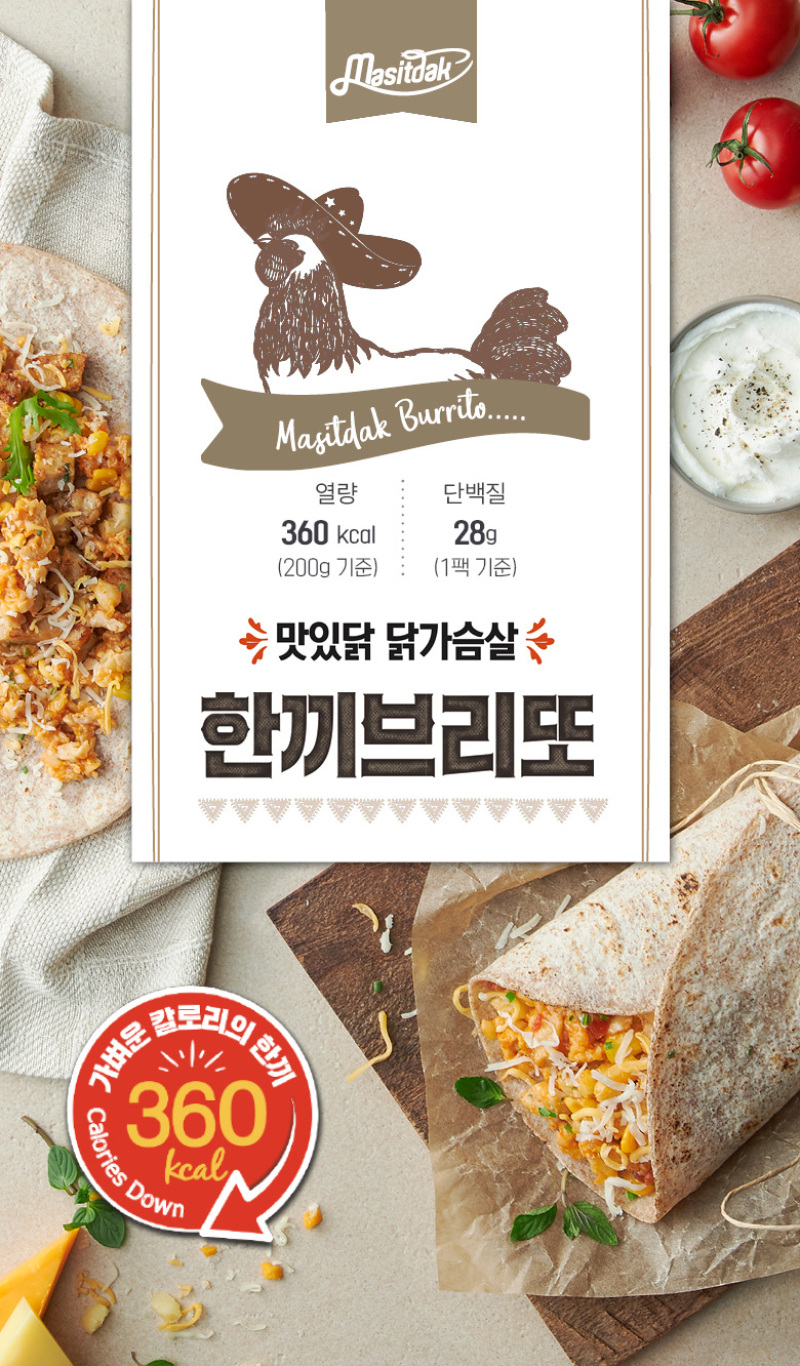 Masitdak
Masitdak Burrito.....
열량
360 kcal
(200g 기준)
단백질
28g
(1팩 기준)
맛있닭 닭가슴살
한끼브리또
가벼운 칼로리의 한끼
360
kcal
Calories Down